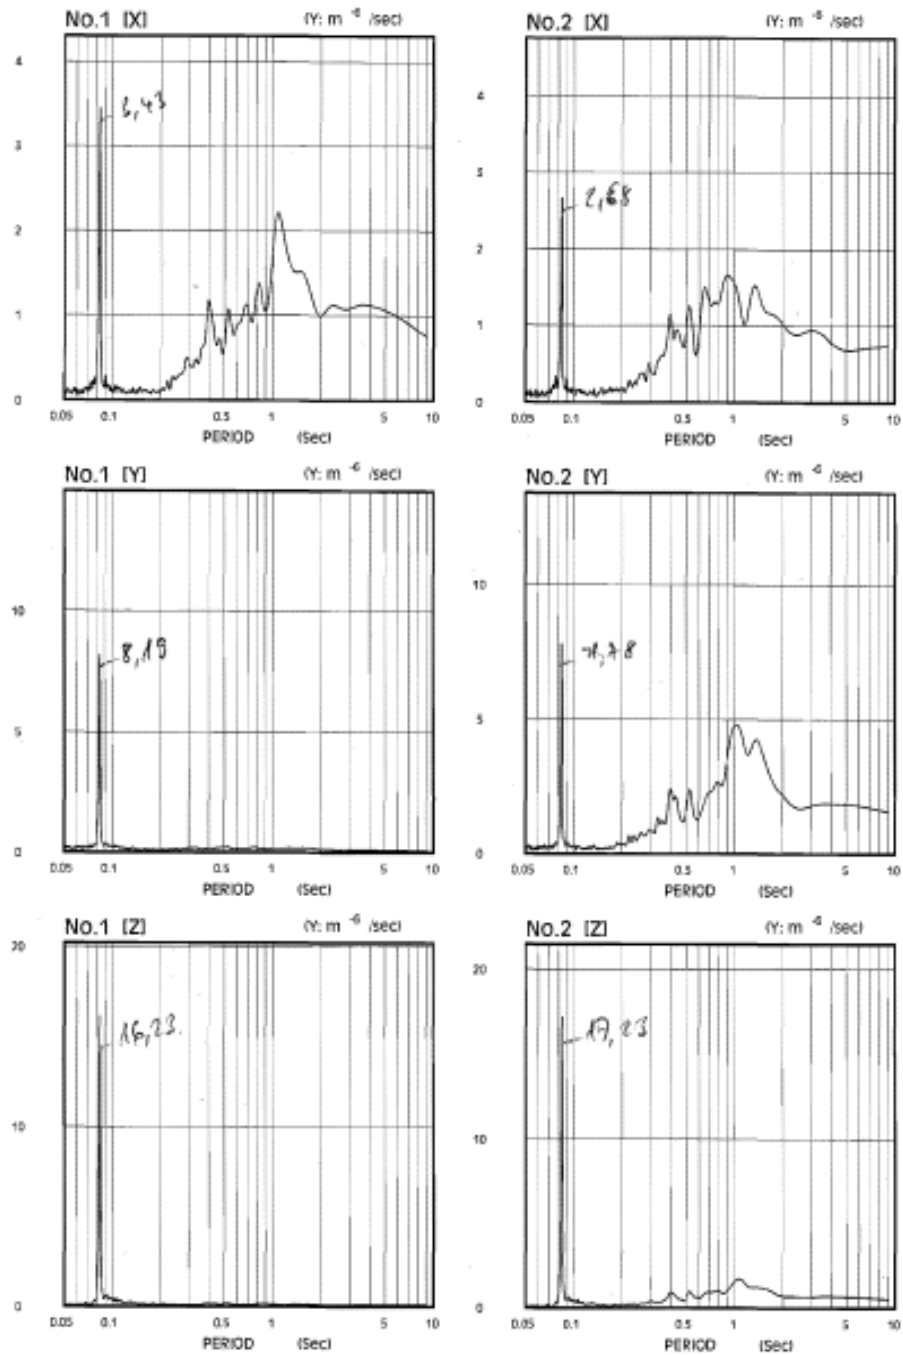 No.1 [X] (Y: m -6 /sec)
4
3,43
3
2
1
0
0.05 0.1 0.5 1 5 10
PERIOD (Sec)
No.2 [X] (Y: m -6 /sec)
4
3
2,68
2
1
0
0.05 0.1 0.5 1 5 10
PERIOD (Sec)
No.1 [Y] (Y: m -6 /sec)
10
8,19
5
0
0.05 0.1 0.5 1 5 10
PERIOD (Sec)
No.2 [Y] (Y: m -6 /sec)
10
5
0
0.05 0.1 0.5 1 5 10
PERIOD (Sec)
No.1 [Z] (Y: m -6 /sec)
20
16,23
10
0
0.05 0.1 0.5 1 5 10
PERIOD (Sec)
No.2 [Z] (Y: m -6 /sec)
20
17,23
10
0
0.05 0.1 0.5 1 5 10
PERIOD (Sec)